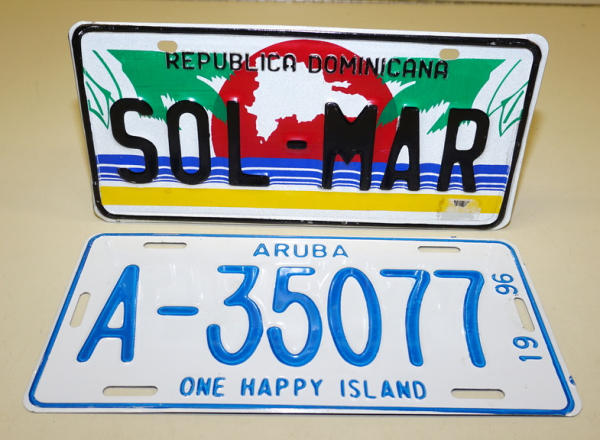 REPUBLICA DOMINICANA
SOL-MAR
ARUBA
A-35077
19 96
ONE HAPPY ISLAND